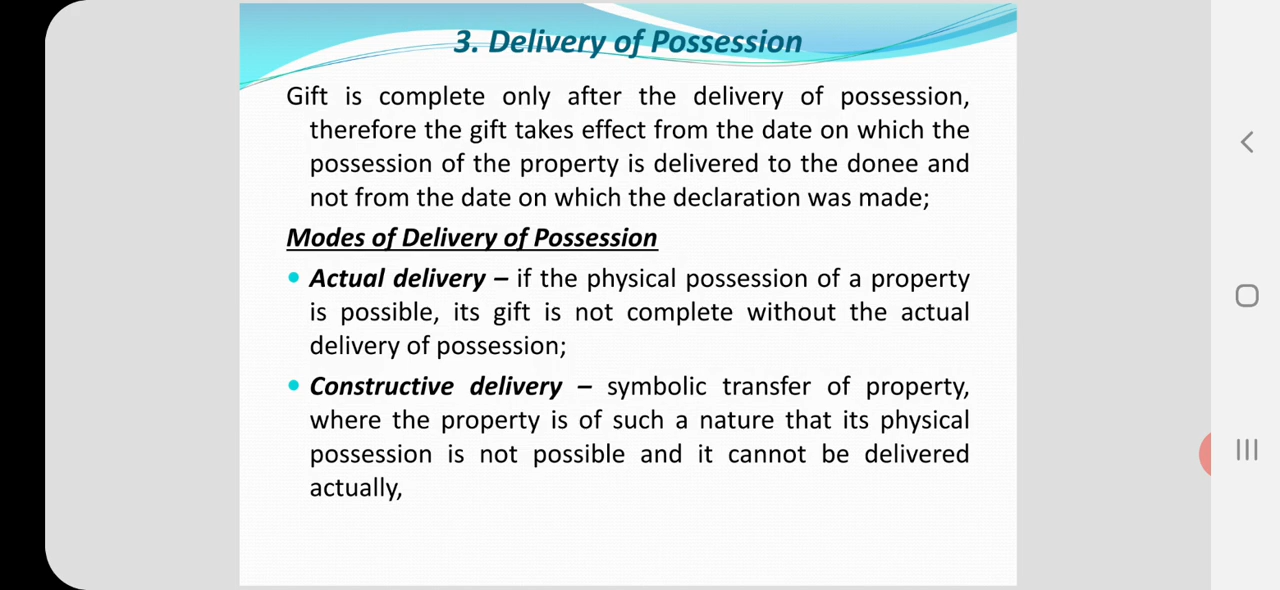 3. Delivery of Possession
Gift is complete only after the delivery of possession,
therefore the gift takes effect from the date on which the
possession of the property is delivered to the donee and
not from the date on which the declaration was made;
Modes of Delivery of Possession
• Actual delivery – if the physical possession of a property
is possible, its gift is not complete without the actual
delivery of possession;
• Constructive delivery – symbolic transfer of property,
where the property is of such a nature that its physical
possession is not possible and it cannot be delivered
actually,